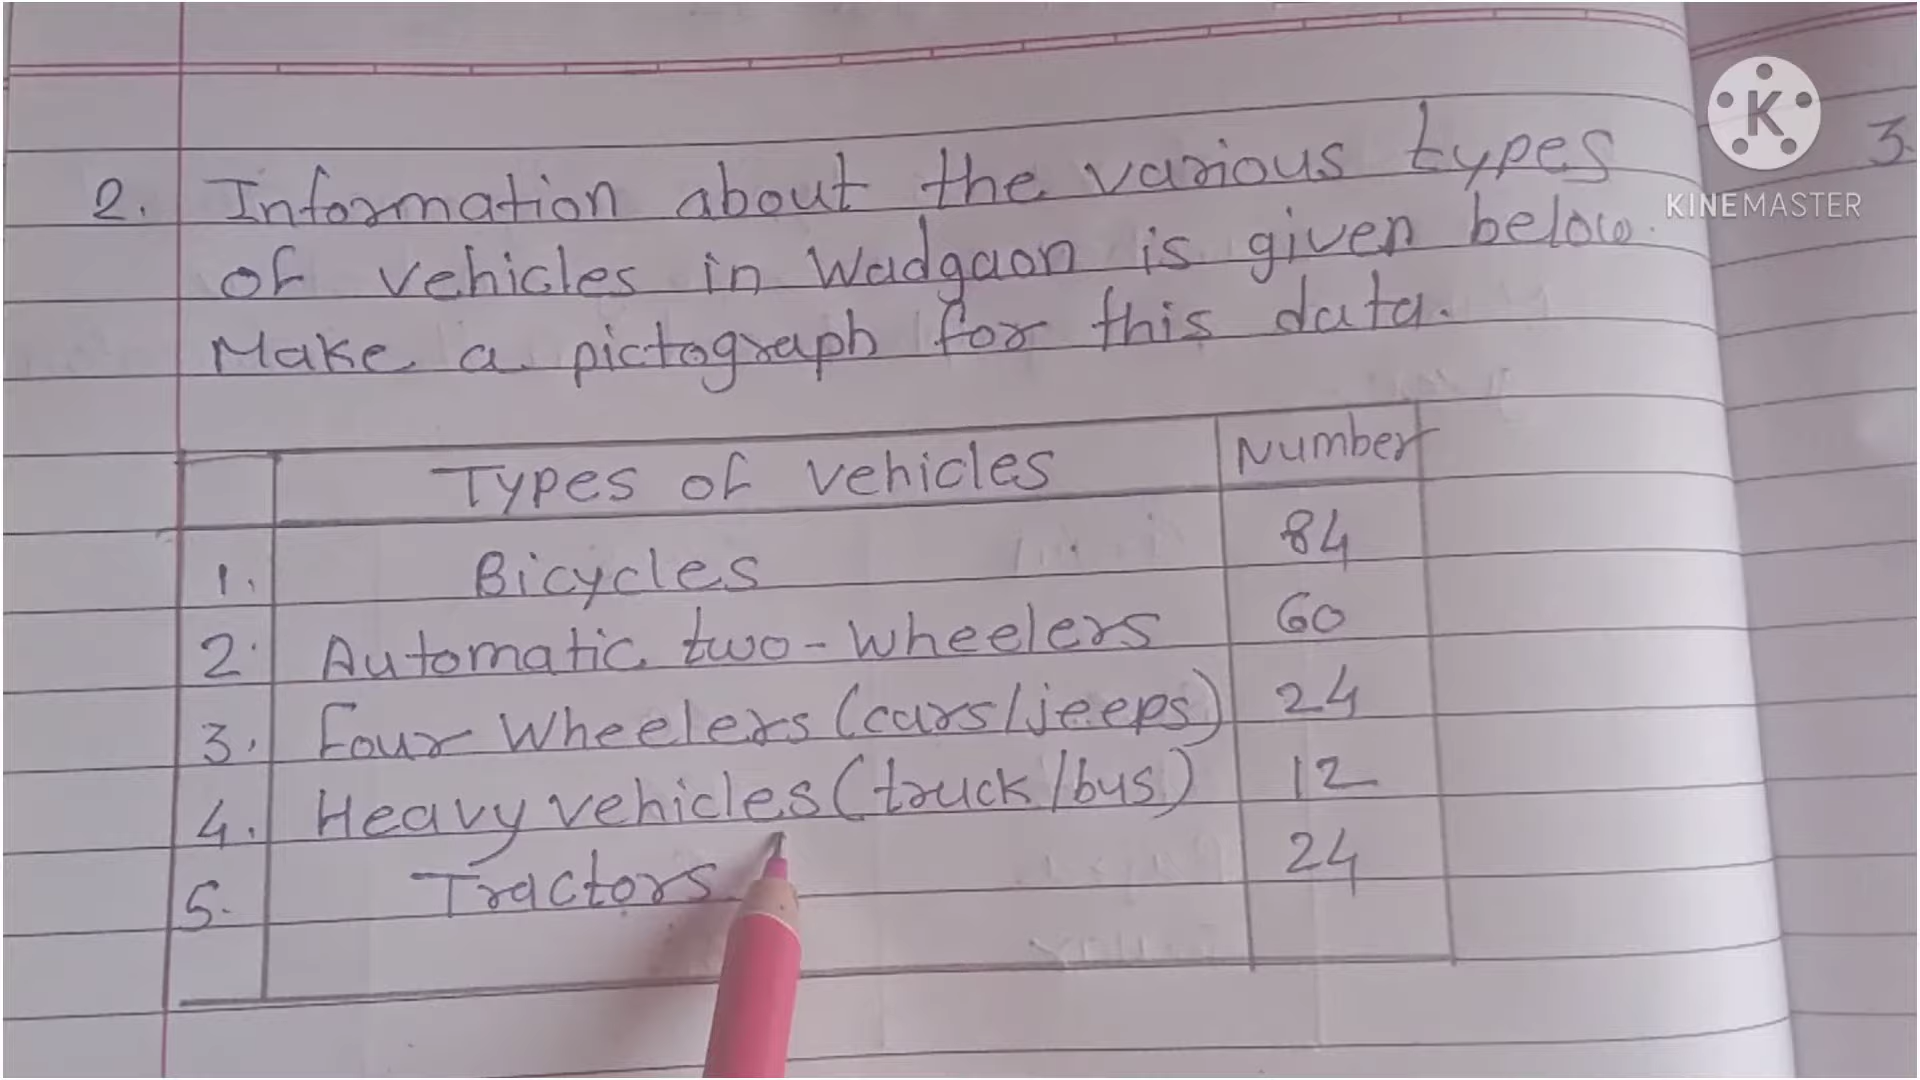 2. Information about the various types
of vehicles in Wadgaon is given below.
Make a pictograph for this data.
Types of vehicles Number
1. Bicycles 84
2. Automatic two-wheelers 60
3. Four Wheelers (cars/jeeps) 24
4. Heavy vehicles (truck/bus) 12
5. Tractors 24
K
KINEMASTER
3.